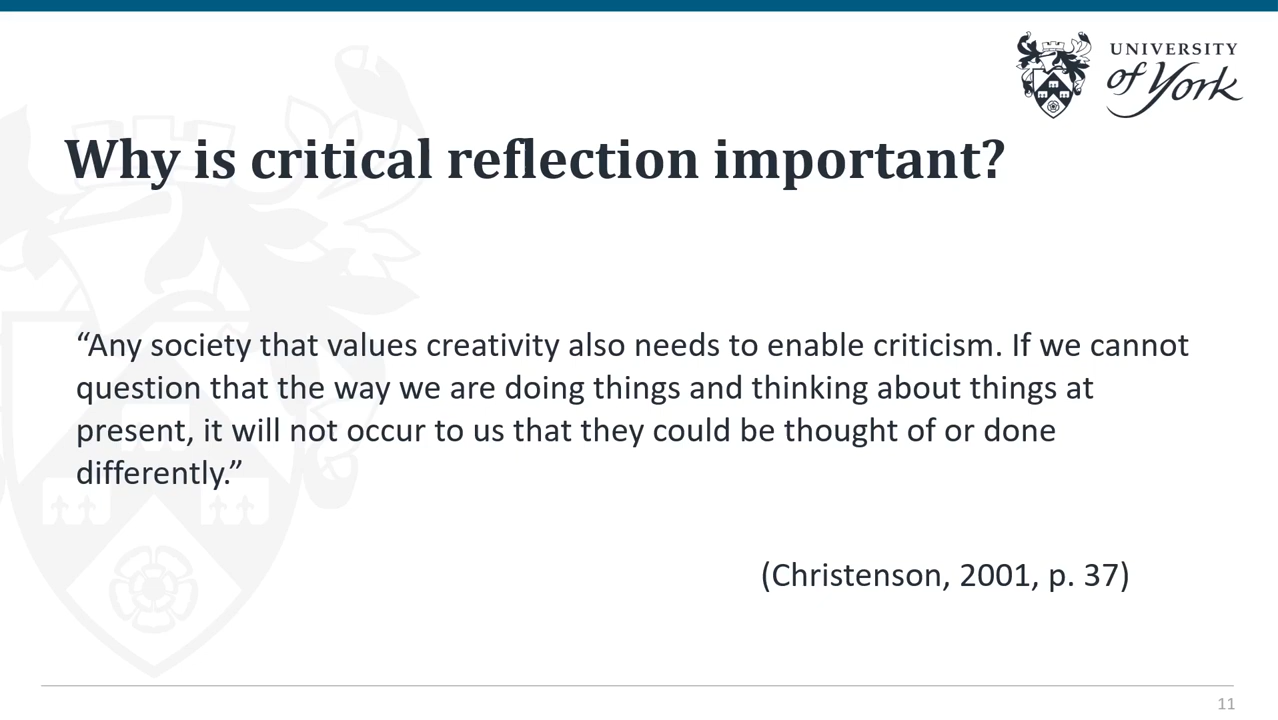 UNIVERSITY
of York
Why is critical reflection important?
“Any society that values creativity also needs to enable criticism. If we cannot
question that the way we are doing things and thinking about things at
present, it will not occur to us that they could be thought of or done
differently.”
(Christenson, 2001, p. 37)
11